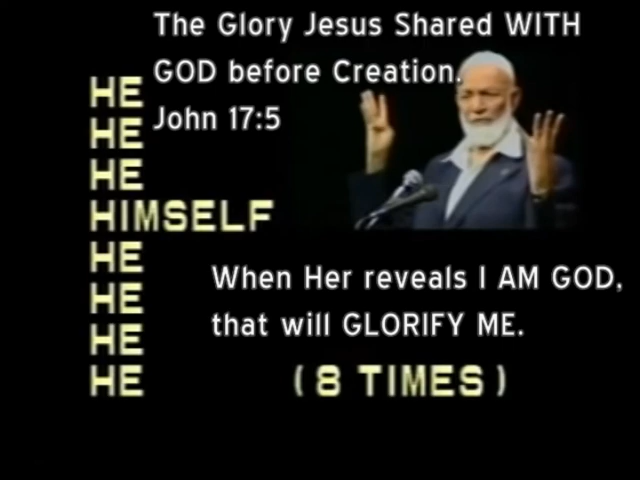 The Glory Jesus Shared WITH
GOD before Creation.
John 17:5
HE
HE
HE
HIMSELF
HE
HE
HE
HE
When Her reveals I AM GOD,
that will GLORIFY ME.
( 8 TIMES )